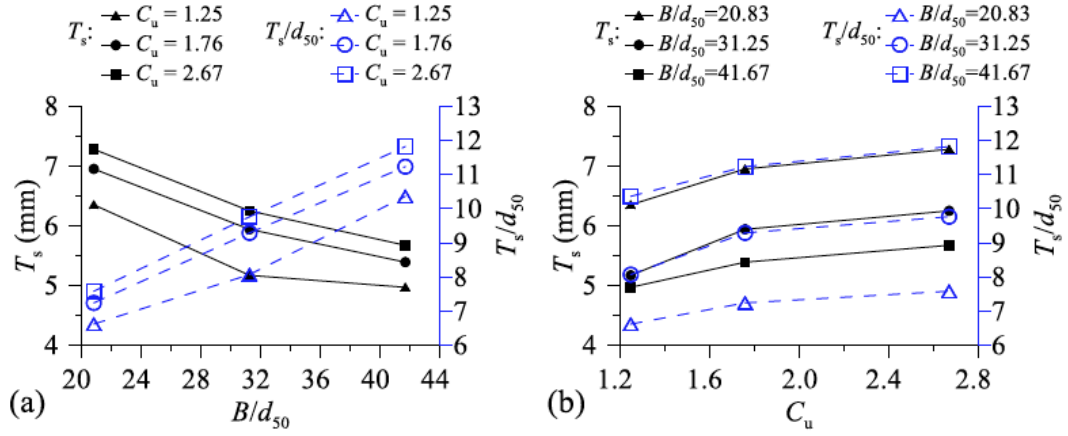 Tₛ: Cᵤ = 1.25 Tₛ/d₅₀: Cᵤ = 1.25
Cᵤ = 1.76 Cᵤ = 1.76
Cᵤ = 2.67 Cᵤ = 2.67
8 13
12
7 11
10
6 9
8
5 7
4 6
Tₛ (mm)
Tₛ/d₅₀
20 24 28 32 36 40 44
(a) B/d₅₀
Tₛ: B/d₅₀=20.83 Tₛ/d₅₀: B/d₅₀=20.83
B/d₅₀=31.25 B/d₅₀=31.25
B/d₅₀=41.67 B/d₅₀=41.67
8 13
12
7 11
10
6 9
8
5 7
4 6
Tₛ (mm)
Tₛ/d₅₀
1.2 1.6 2.0 2.4 2.8
(b) Cᵤ